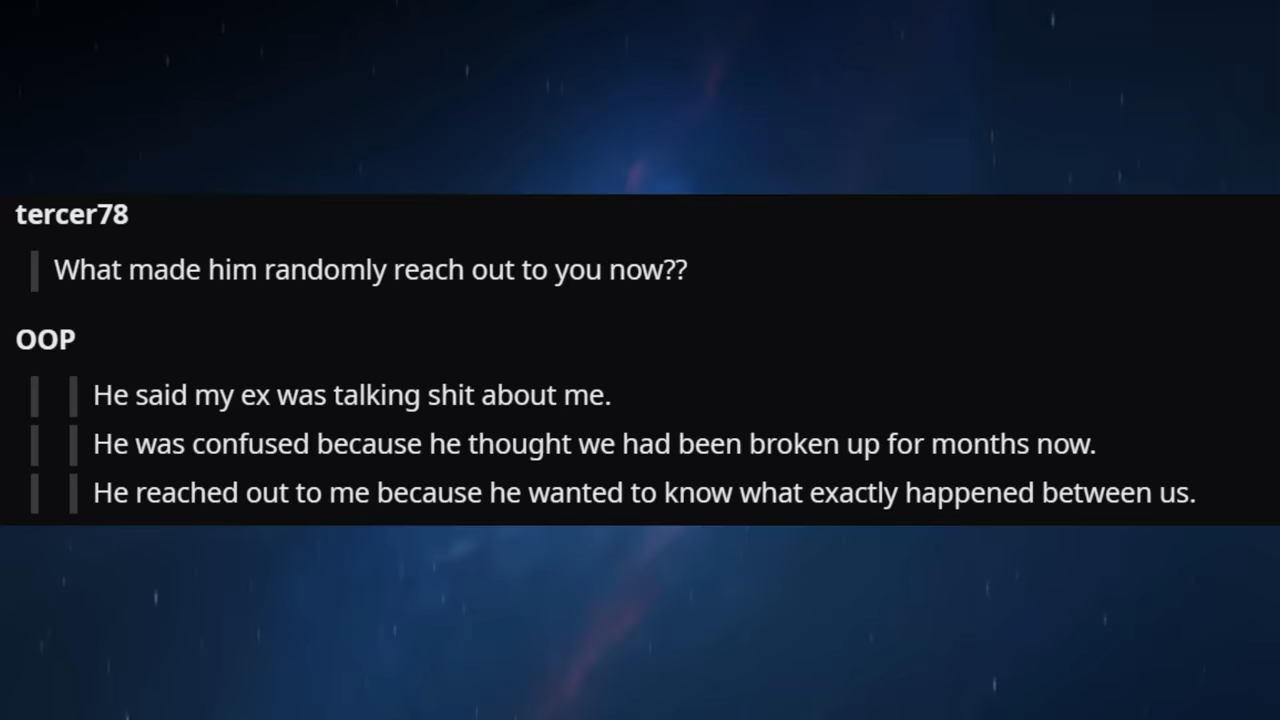 tercer78
What made him randomly reach out to you now??
OOP
He said my ex was talking shit about me.
He was confused because he thought we had been broken up for months now.
He reached out to me because he wanted to know what exactly happened between us.